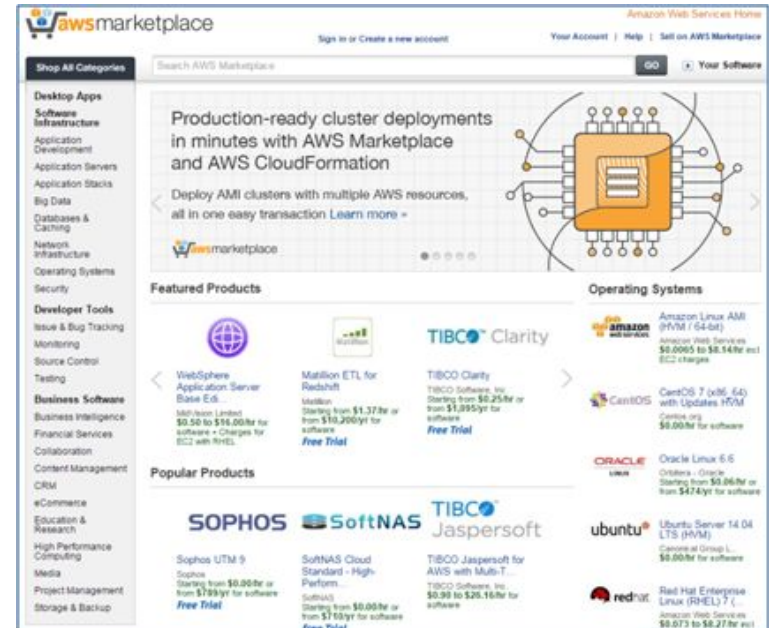 awsmarketplace
Amazon Web Services Home
Sign in or Create a new account
Your Account | Help | Sell on AWS Marketplace
Shop All Categories
Search AWS Marketplace
GO
Your Software
Desktop Apps
Software
Infrastructure
Application
Development
Application Servers
Application Stacks
Big Data
Databases &
Caching
Network
Infrastructure
Operating Systems
Security
Developer Tools
Issue & Bug Tracking
Monitoring
Source Control
Testing
Business Software
Business Intelligence
Financial Services
Collaboration
Content Management
CRM
eCommerce
Education &
Research
High Performance
Computing
Media
Project Management
Storage & Backup
Production-ready cluster deployments
in minutes with AWS Marketplace
and AWS CloudFormation
Deploy AMI clusters with multiple AWS resources,
all in one easy transaction Learn more »
awsmarketplace
Featured Products
WebSphere
Application Server
Base Edi...
MidVision Limited
$0.50 to $16.00/hr for
software + Charges for
EC2 with RHEL
Matillion
Matillion ETL for
Redshift
Matillion
Starting from $1.37/hr or
from $10,200/yr for
software
Free Trial
TIBCO Clarity
TIBCO Clarity
TIBCO Software, Inc.
Starting from $0.25/hr or
from $1,095/yr for
software
Free Trial
Popular Products
SOPHOS
Sophos UTM 9
Sophos
Starting from $0.00/hr or
from $789/yr for software
Free Trial
SoftNAS
SoftNAS Cloud
Standard - High-
Perform...
SoftNAS
Starting from $0.00/hr or
from $710/yr for software
Free Trial
TIBCO
Jaspersoft
TIBCO Jaspersoft for
AWS with Multi-T...
TIBCO Software, Inc.
$0.90 to $26.16/hr for
software
Operating Systems
amazon
web services
Amazon Linux AMI
(HVM / 64-bit)
Amazon Web Services
$0.0065 to $8.14/hr incl
EC2 charges
CentOS
CentOS 7 (x86_64)
with Updates HVM
Centos.org
$0.00/hr for software
ORACLE
LINUX
Oracle Linux 6.6
Orbitera - Oracle
Starting from $0.06/hr or
from $474/yr for software
ubuntu
Ubuntu Server 14.04
LTS (HVM)
Canonical Group L...
$0.00/hr for software
redhat
Red Hat Enterprise
Linux (RHEL) 7 (...
Amazon Web Services
$0.073 to $8.27/hr incl